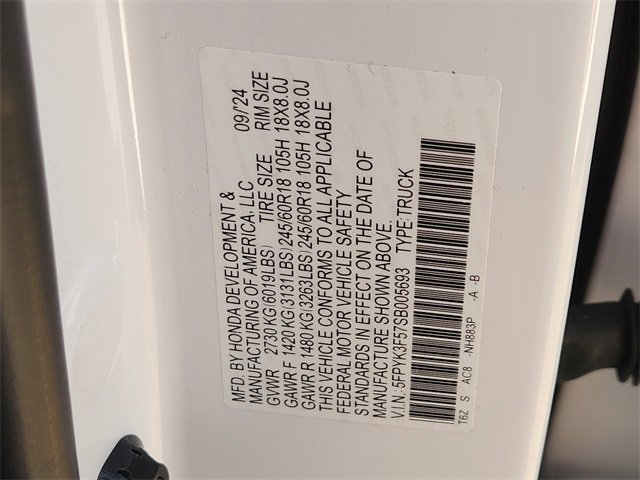 MFD. BY HONDA DEVELOPMENT &
MANUFACTURING OF AMERICA, LLC 09/'24
GVWR 2730 KG (6019LBS) TIRE SIZE RIM SIZE
GAWR F 1420 KG (3131LBS) 245/60R18 105H 18X8.0J
GAWR R 1480 KG (3263LBS) 245/60R18 105H 18X8.0J
THIS VEHICLE CONFORMS TO ALL APPLICABLE
FEDERAL MOTOR VEHICLE SAFETY
STANDARDS IN EFFECT ON THE DATE OF
MANUFACTURE SHOWN ABOVE.
V.I.N.: 5FPYK3F57SB005693 TYPE: TRUCK
T6Z S AC8 -NH883P -A -B